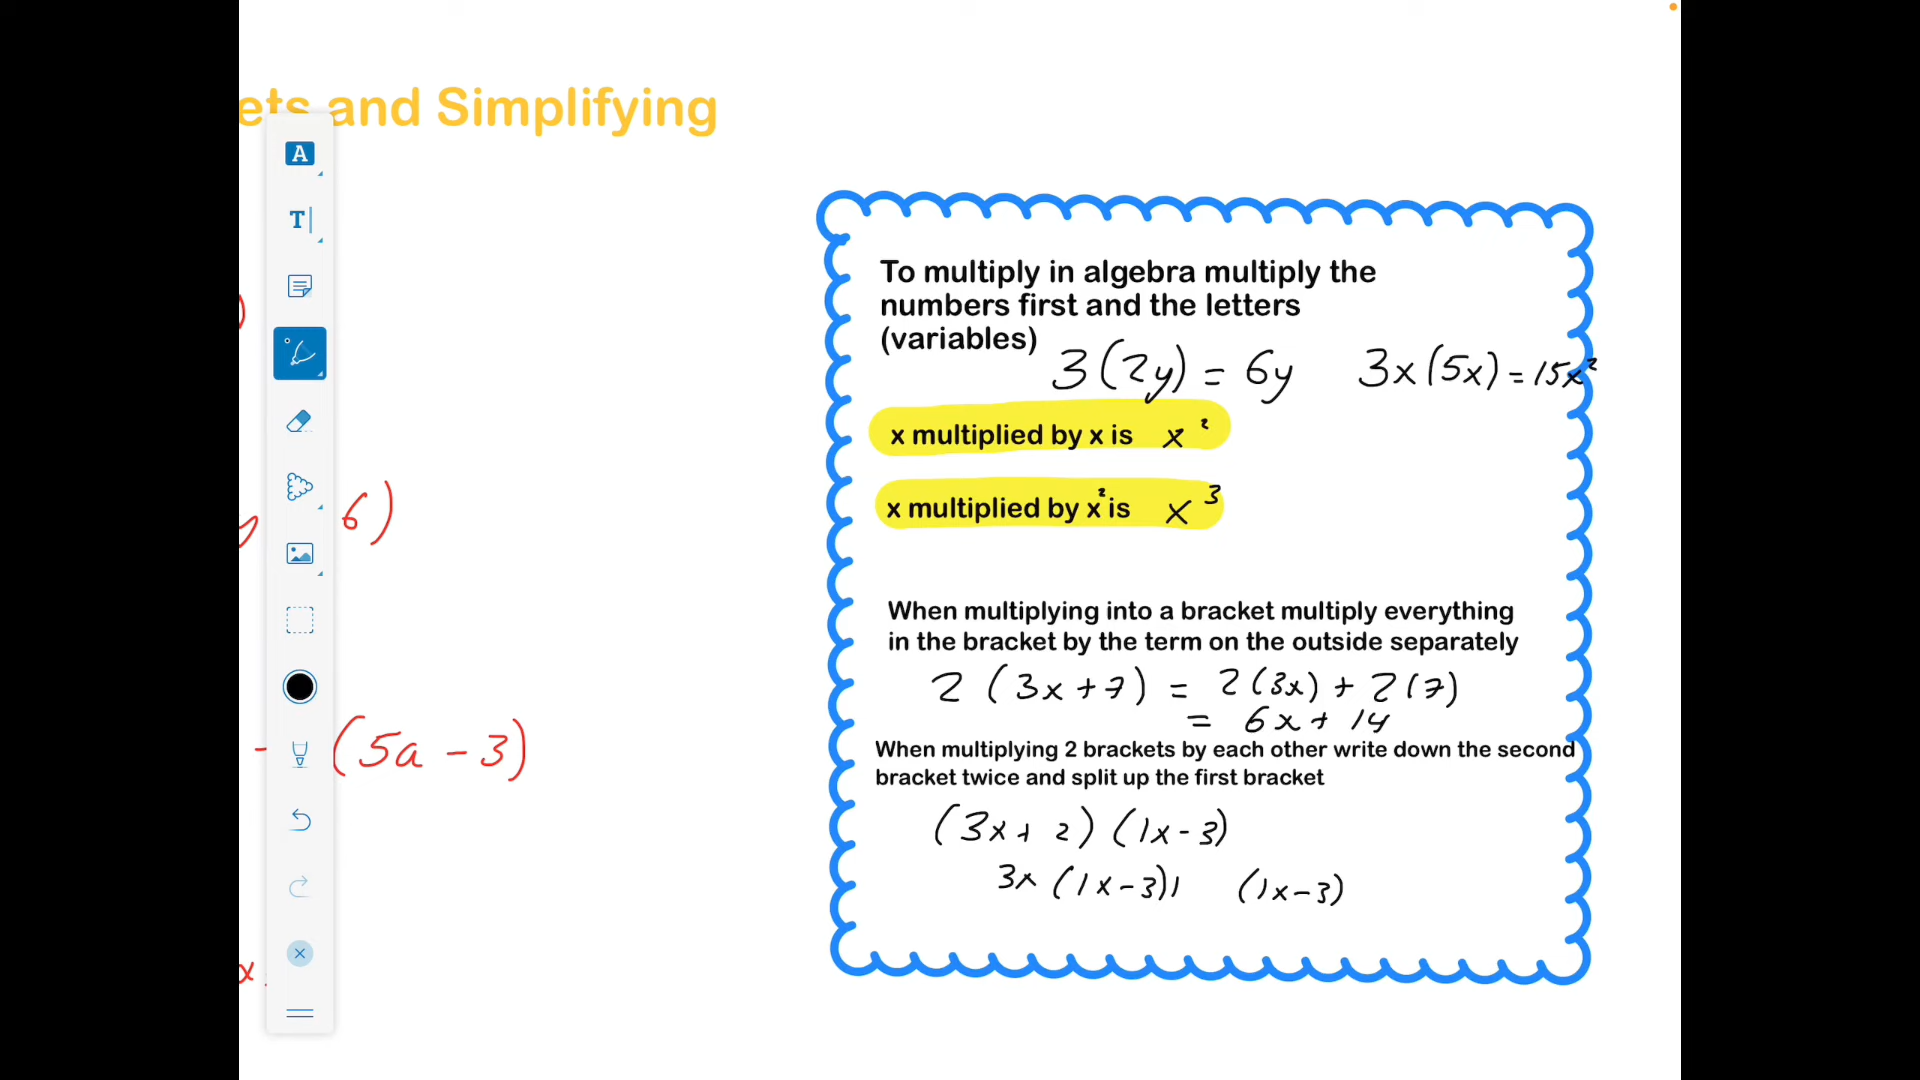 ets and Simplifying
A
T
)
To multiply in algebra multiply the
numbers first and the letters
(variables)
3 (2y) = 6y 3x (5x) = 15x²
x multiplied by x is x²
x multiplied by x² is x³
y 6)
When multiplying into a bracket multiply everything
in the bracket by the term on the outside separately
2 (3x + 7) = 2 (3x) + 2 (7)
= 6x + 14
- (5a - 3)
When multiplying 2 brackets by each other write down the second
bracket twice and split up the first bracket
(3x + 2) (1x - 3)
3x (1x - 3) (1x - 3)
x